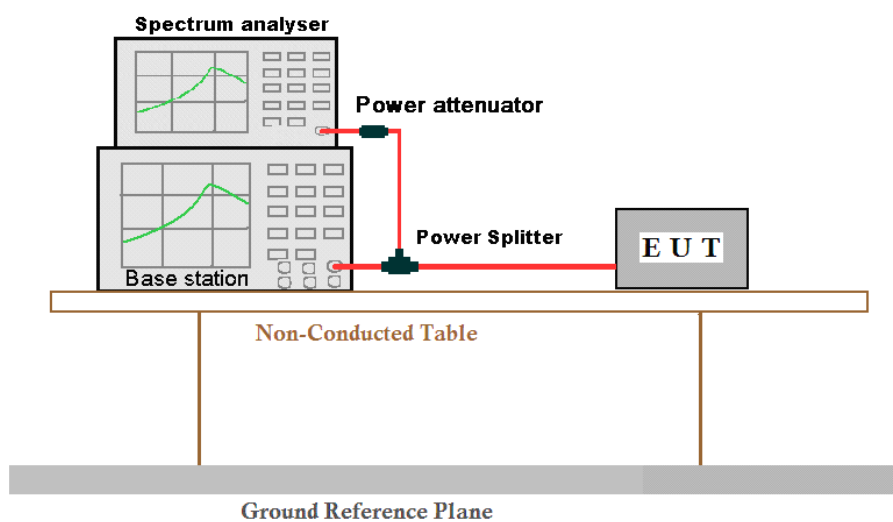 Spectrum analyser
Power attenuator
Power Splitter
E U T
Base station
Non-Conducted Table
Ground Reference Plane